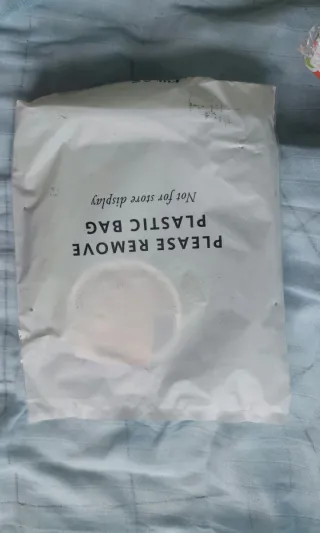 PLEASE REMOVE
PLASTIC BAG
Not for store display